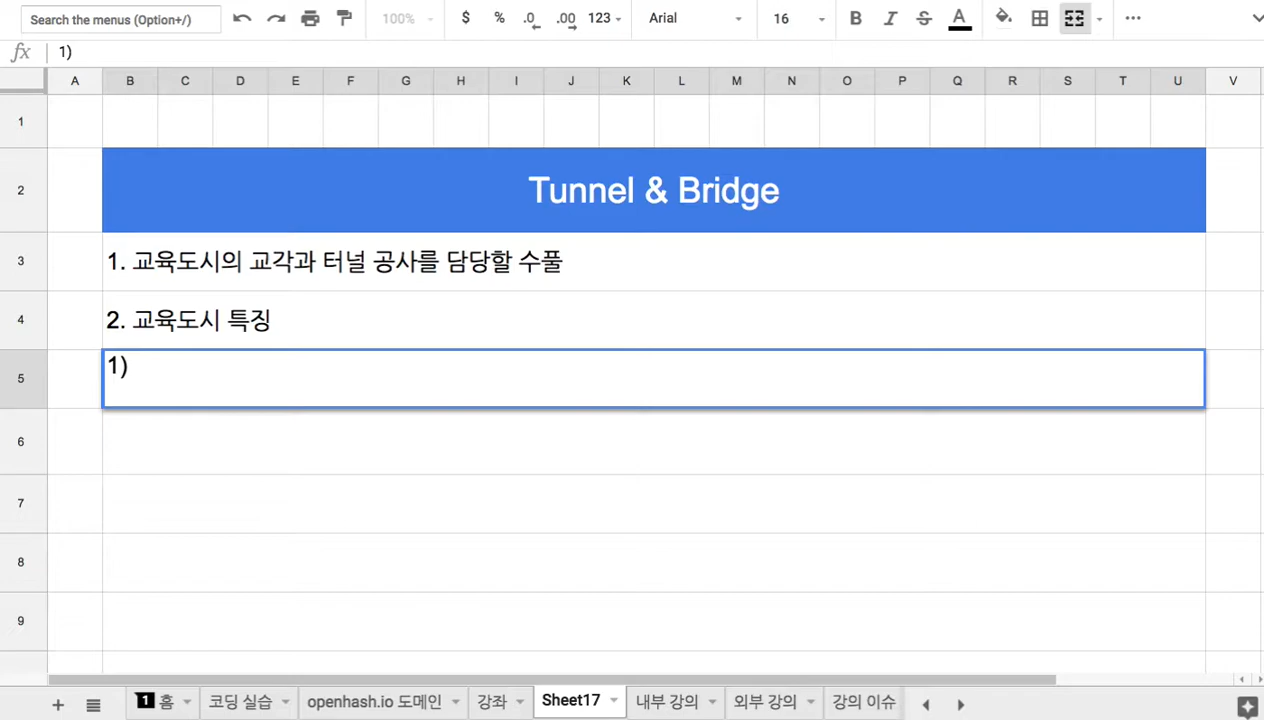 Search the menus (Option+/) 100% $ % .0 .00 123 Arial 16 B I S A
fx 1)
A B C D E F G H I J K L M N O P Q R S T U V
1
2 Tunnel & Bridge
3 1. 교육도시의 교각과 터널 공사를 담당할 수풀
4 2. 교육도시 특징
5 1)
6
7
8
9
1 홈 코딩 실습 openhash.io 도메인 강좌 Sheet17 내부 강의 외부 강의 강의 이슈